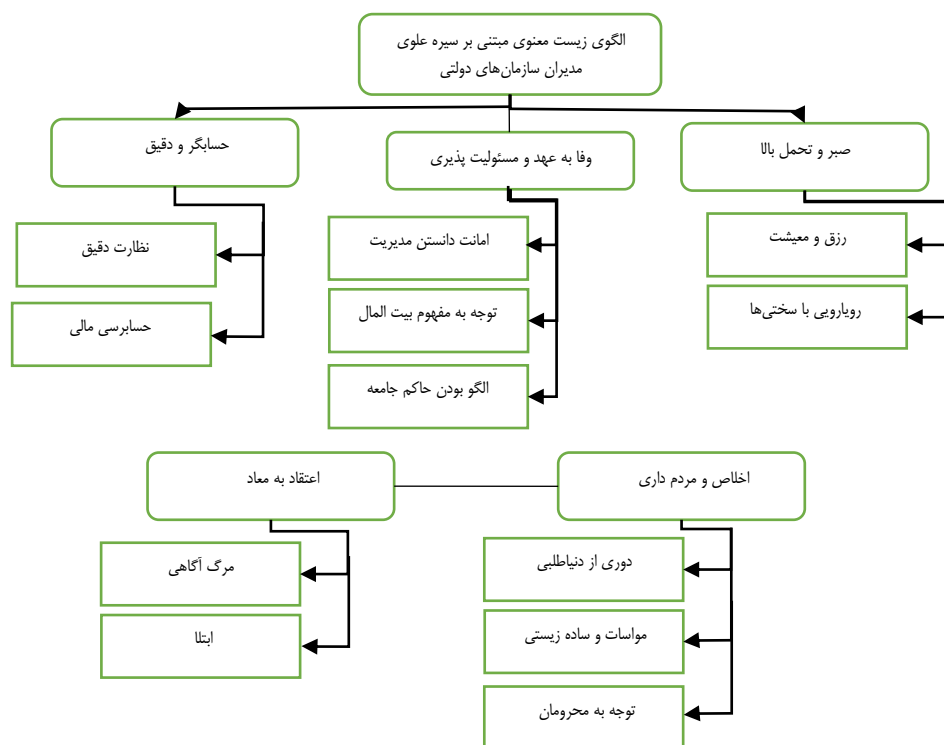 الگوی زیست معنوی مبتنی بر سیره علوی
مدیران سازمان‌های دولتی
صبر و تحمل بالا
رزق و معیشت
رویارویی با سختی‌ها
وفا به عهد و مسئولیت پذیری
امانت دانستن مدیریت
توجه به مفهوم بیت المال
الگو بودن حاکم جامعه
حسابگر و دقیق
نظارت دقیق
حسابرسی مالی
اخلاص و مردم داری
دوری از دنیاطلبی
مواسات و ساده زیستی
توجه به محرومان
اعتقاد به معاد
مرگ آگاهی
ابتلا